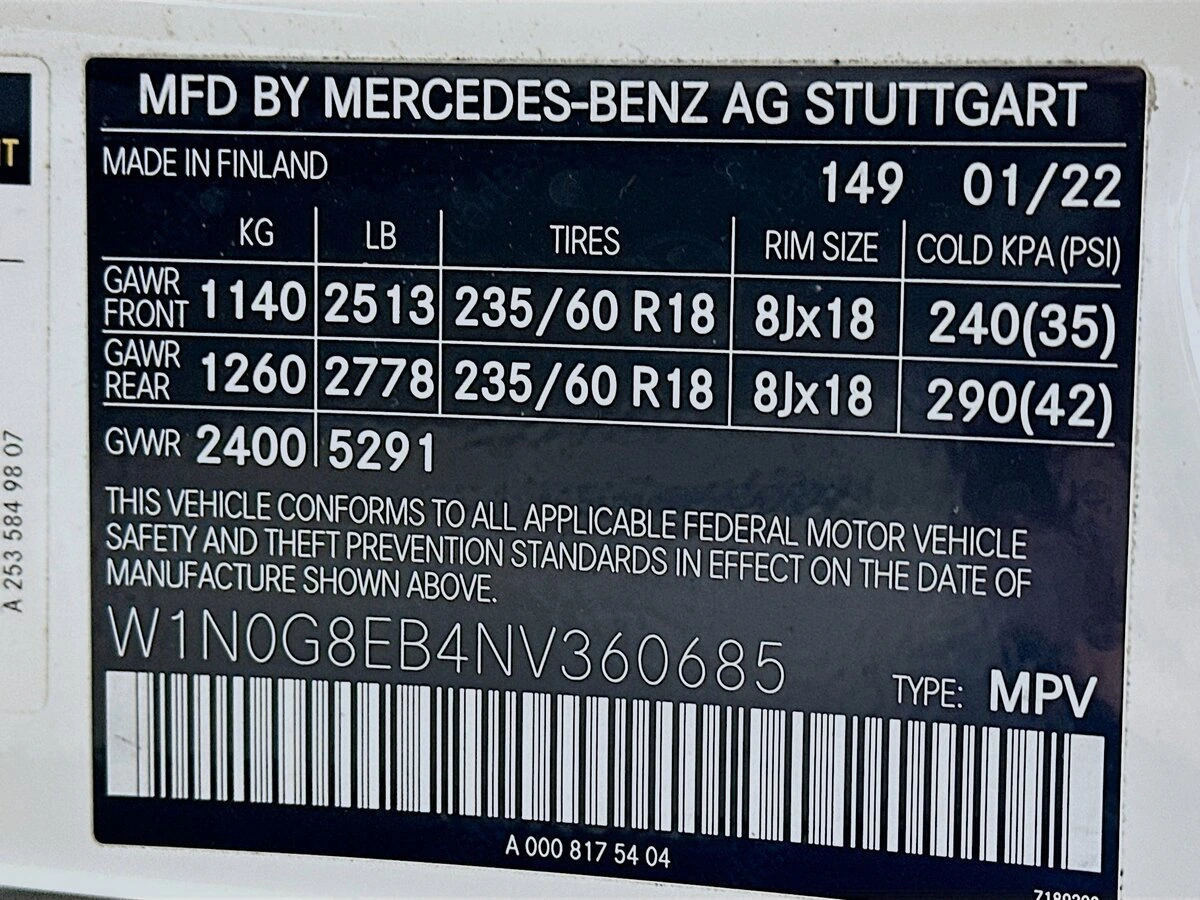 MFD BY MERCEDES-BENZ AG STUTTGART
MADE IN FINLAND 149 01/22
KG LB TIRES RIM SIZE COLD KPA (PSI)
GAWR FRONT 1140 2513 235/60 R18 8Jx18 240(35)
GAWR REAR 1260 2778 235/60 R18 8Jx18 290(42)
GVWR 2400 5291
THIS VEHICLE CONFORMS TO ALL APPLICABLE FEDERAL MOTOR VEHICLE
SAFETY AND THEFT PREVENTION STANDARDS IN EFFECT ON THE DATE OF
MANUFACTURE SHOWN ABOVE.
W1N0G8EB4NV360685
TYPE: MPV
A 000 817 54 04
A 253 584 98 07